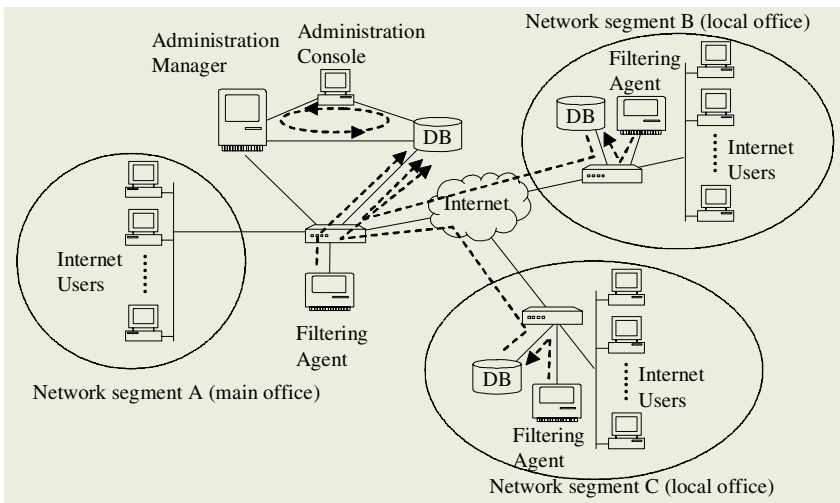 Network segment B (local office)
Administration
Manager
Administration
Console
Filtering
Agent
DB
DB
Internet
Users
Internet
Internet
Users
Filtering
Agent
Network segment A (main office)
DB
Internet
Users
Filtering
Agent
Network segment C (local office)